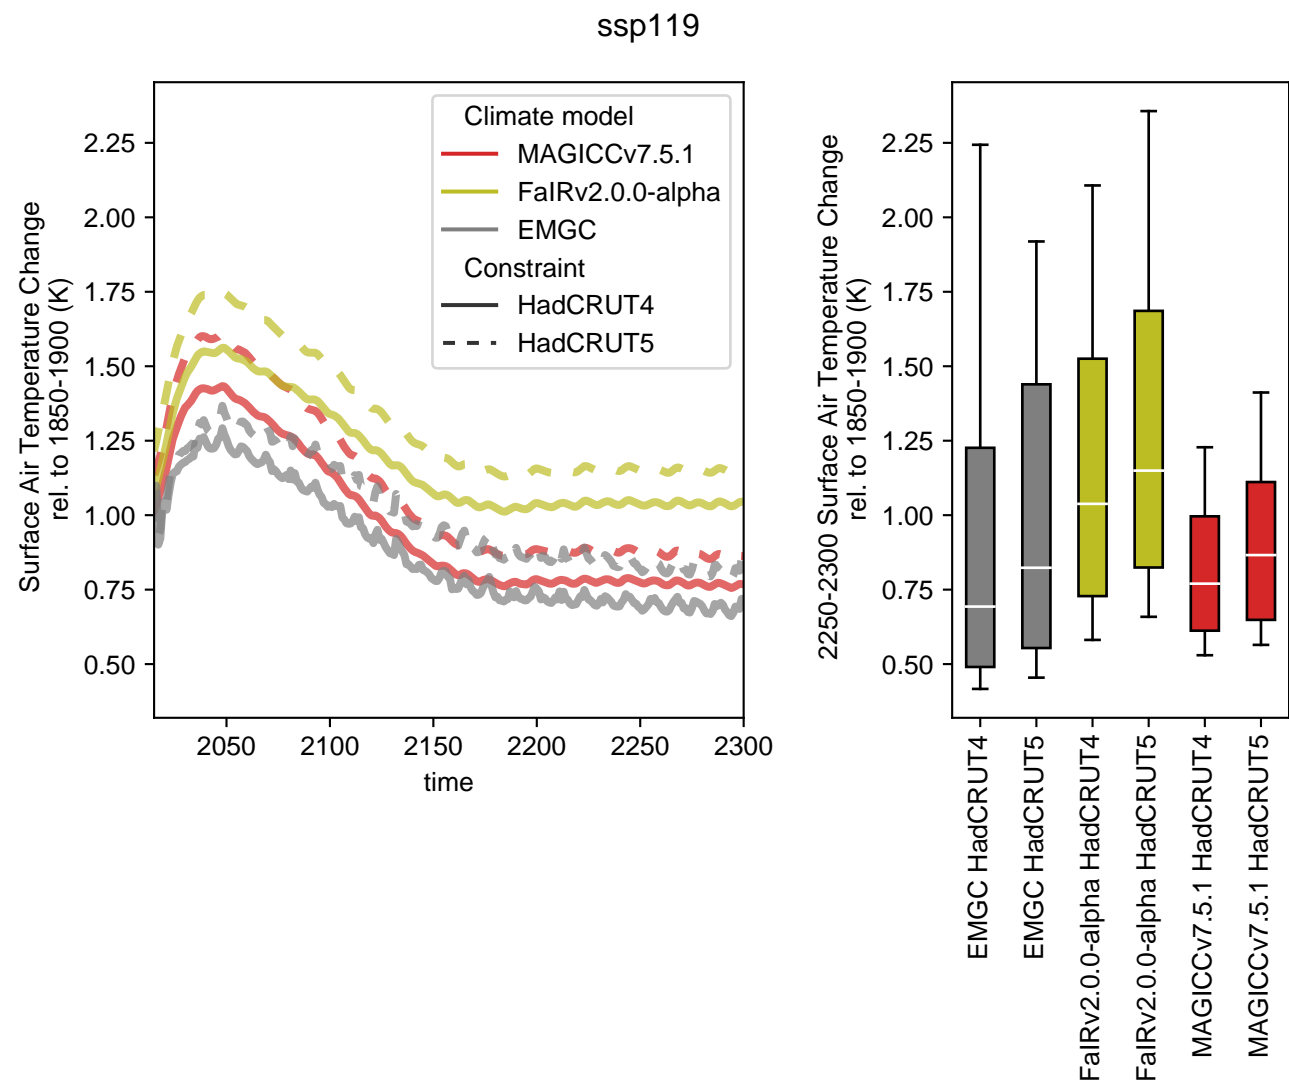 ssp119
Surface Air Temperature Change
rel. to 1850-1900 (K)
2.25
2.00
1.75
1.50
1.25
1.00
0.75
0.50
2050
2100
2150
2200
2250
2300
time
Climate model
MAGICCv7.5.1
FaIRv2.0.0-alpha
EMGC
Constraint
HadCRUT4
HadCRUT5
2250-2300 Surface Air Temperature Change
rel. to 1850-1900 (K)
2.25
2.00
1.75
1.50
1.25
1.00
0.75
0.50
EMGC HadCRUT4
EMGC HadCRUT5
FaIRv2.0.0-alpha HadCRUT4
FaIRv2.0.0-alpha HadCRUT5
MAGICCv7.5.1 HadCRUT4
MAGICCv7.5.1 HadCRUT5